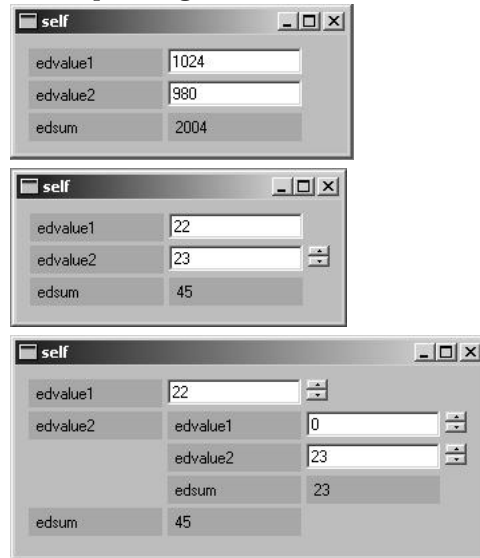 self
edvalue1 1024
edvalue2 980
edsum 2004
self
edvalue1 22
edvalue2 23
edsum 45
self
edvalue1 22
edvalue2 edvalue1 0
edvalue2 23
edsum 23
edsum 45